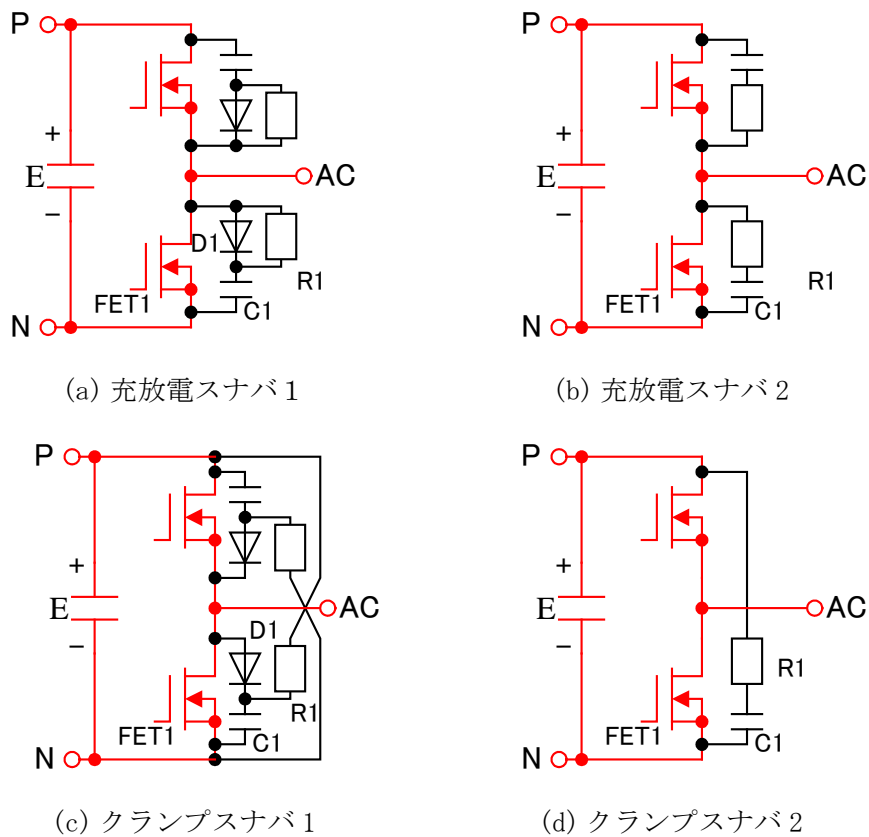 P
+
E
−
AC
D1
R1
FET1
C1
N
(a) 充放電スナバ 1
P
+
E
−
AC
R1
FET1
C1
N
(b) 充放電スナバ 2
P
+
E
−
AC
D1
R1
FET1
C1
N
(c) クランプスナバ 1
P
+
E
−
AC
R1
FET1
C1
N
(d) クランプスナバ 2